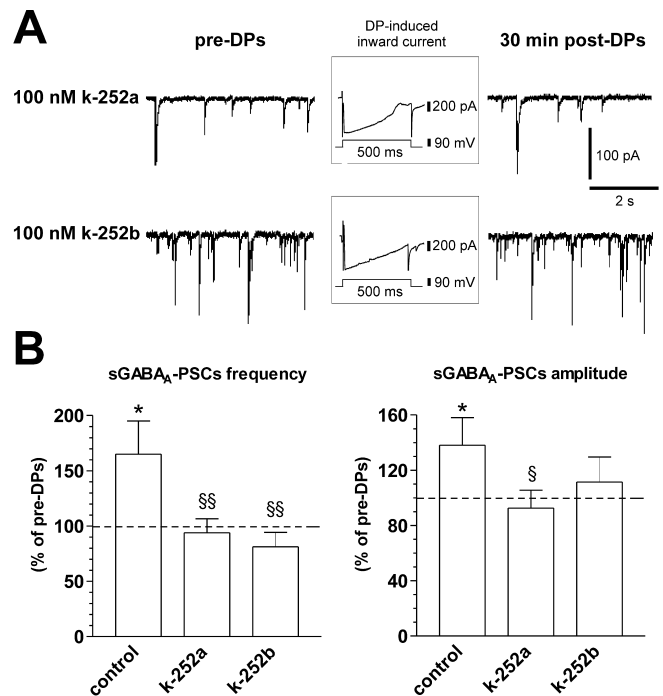 A
pre-DPs
DP-induced
inward current
30 min post-DPs
100 nM k-252a
200 pA
90 mV
500 ms
100 pA
2 s
100 nM k-252b
200 pA
90 mV
500 ms
B
sGABAA-PSCs frequency
(% of pre-DPs)
200
150
100
50
0
*
§§
§§
control
k-252a
k-252b
sGABAA-PSCs amplitude
(% of pre-DPs)
160
120
80
40
0
*
§
control
k-252a
k-252b